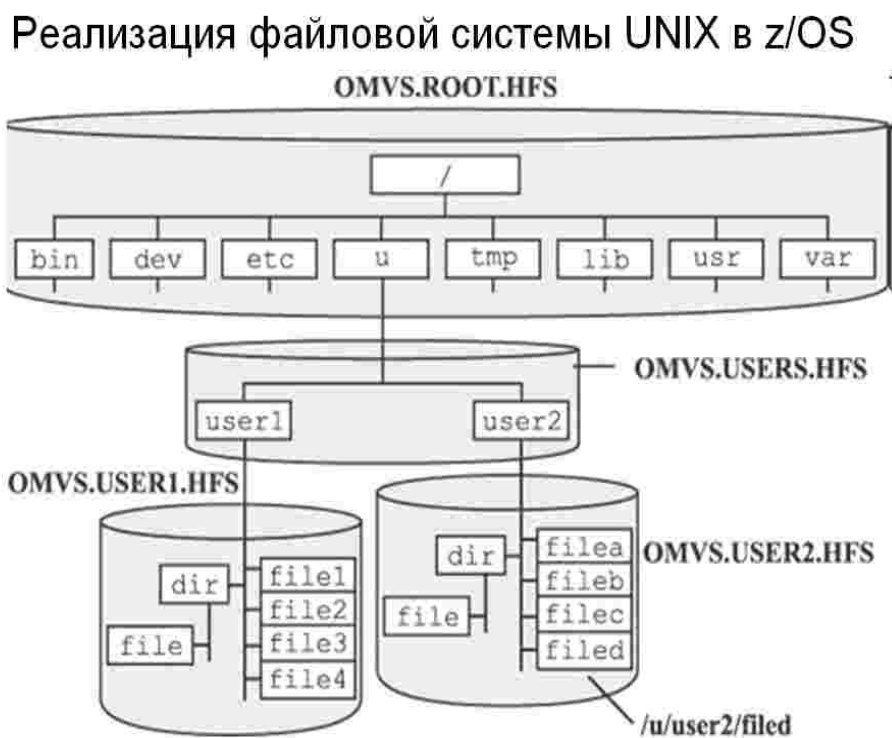 Реализация файловой системы UNIX в z/OS
OMVS.ROOT.HFS
/
bin dev etc u tmp lib usr var
OMVS.USERS.HFS
user1 user2
OMVS.USER1.HFS
dir
file1
file2
file3
file4
file
OMVS.USER2.HFS
dir
filea
fileb
filec
filed
file
/u/user2/filed